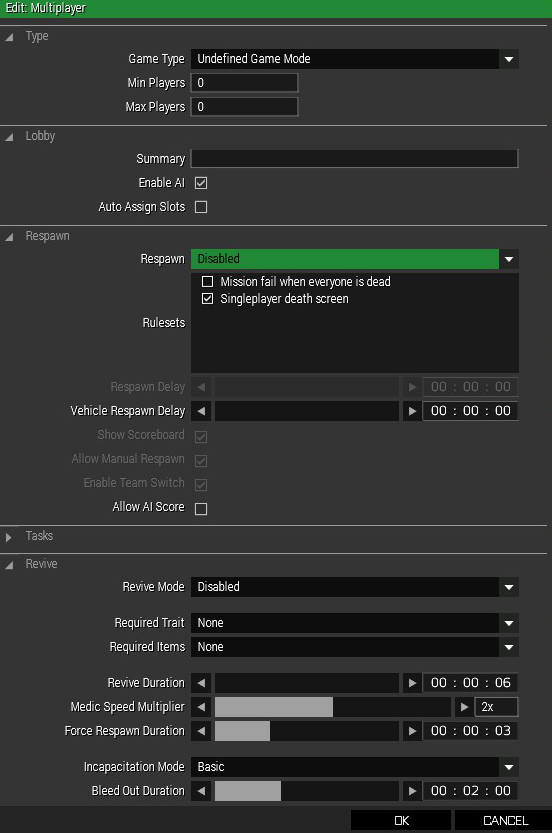 Edit: Multiplayer
Type
Game Type Undefined Game Mode
Min Players 0
Max Players 0
Lobby
Summary
Enable AI
Auto Assign Slots
Respawn
Respawn Disabled
Mission fail when everyone is dead
Singleplayer death screen
Rulesets
Respawn Delay 00 : 00 : 00
Vehicle Respawn Delay 00 : 00 : 00
Show Scoreboard
Allow Manual Respawn
Enable Team Switch
Allow AI Score
Tasks
Revive
Revive Mode Disabled
Required Trait None
Required Items None
Revive Duration 00 : 00 : 06
Medic Speed Multiplier 2x
Force Respawn Duration 00 : 00 : 03
Incapacitation Mode Basic
Bleed Out Duration 00 : 02 : 00
OK CANCEL